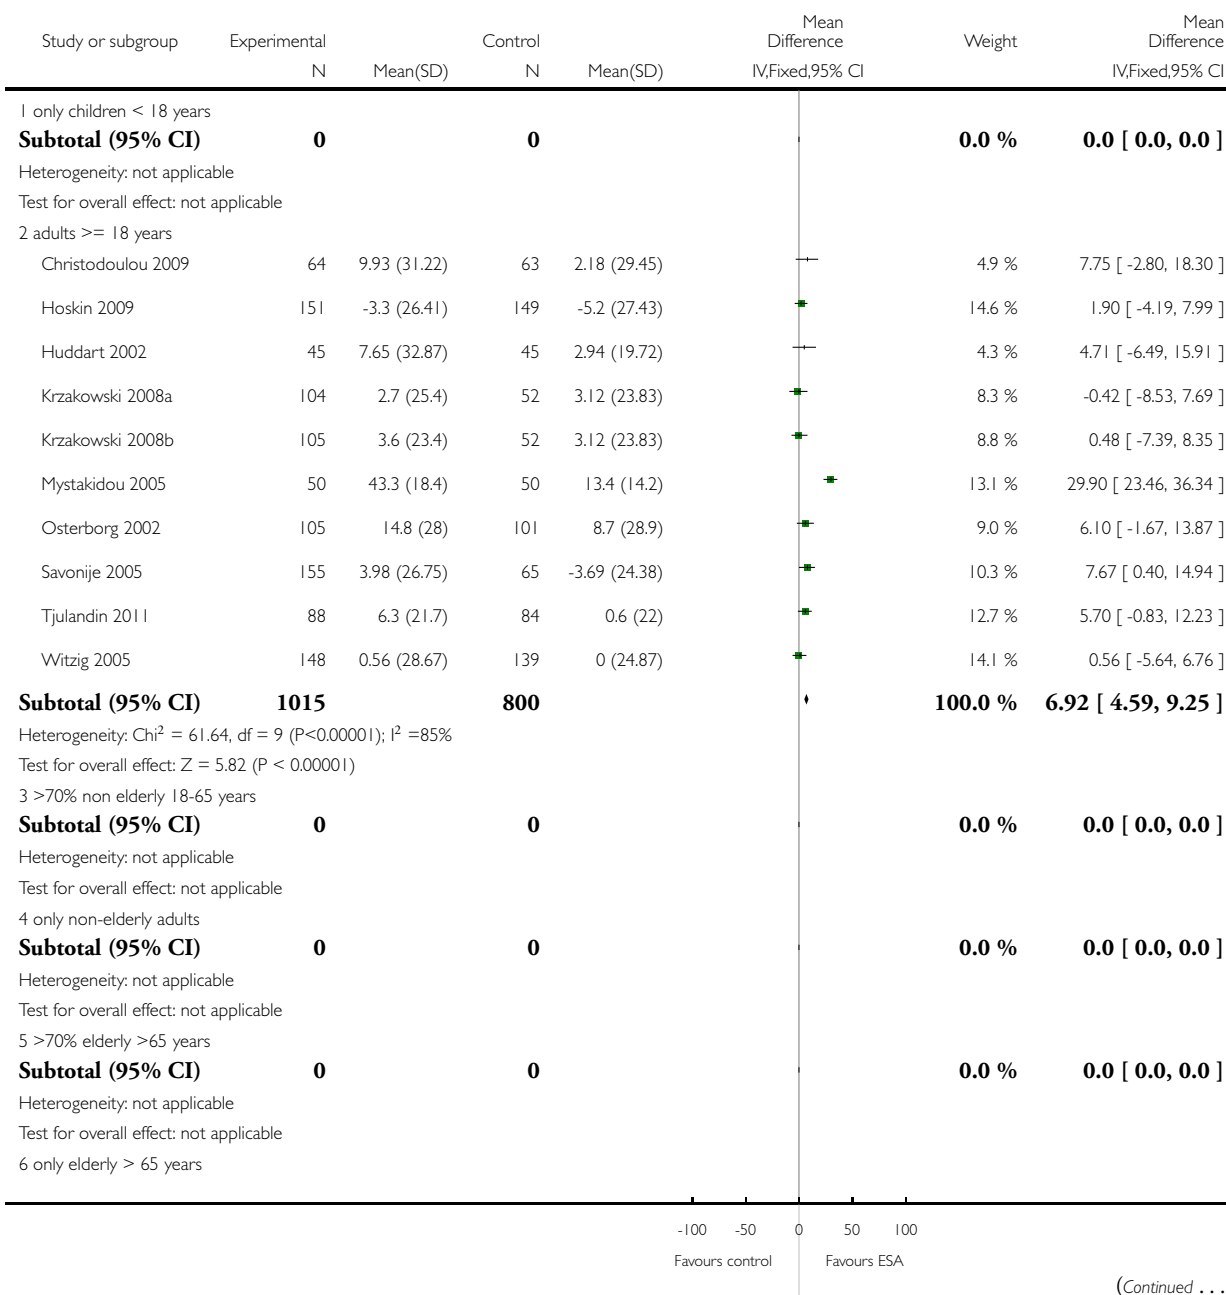 Mean Mean
Study or subgroup Experimental Control Difference Weight Difference
N Mean(SD) N Mean(SD) IV,Fixed,95% CI IV,Fixed,95% CI
1 only children < 18 years
Subtotal (95% CI) 0 0 0.0 % 0.0 [ 0.0, 0.0 ]
Heterogeneity: not applicable
Test for overall effect: not applicable
2 adults >= 18 years
Christodoulou 2009 64 9.93 (31.22) 63 2.18 (29.45) 4.9 % 7.75 [ -2.80, 18.30 ]
Hoskin 2009 151 -3.3 (26.41) 149 -5.2 (27.43) 14.6 % 1.90 [ -4.19, 7.99 ]
Huddart 2002 45 7.65 (32.87) 45 2.94 (19.72) 4.3 % 4.71 [ -6.49, 15.91 ]
Krzakowski 2008a 104 2.7 (25.4) 52 3.12 (23.83) 8.3 % -0.42 [ -8.53, 7.69 ]
Krzakowski 2008b 105 3.6 (23.4) 52 3.12 (23.83) 8.8 % 0.48 [ -7.39, 8.35 ]
Mystakidou 2005 50 43.3 (18.4) 50 13.4 (14.2) 13.1 % 29.90 [ 23.46, 36.34 ]
Osterborg 2002 105 14.8 (28) 101 8.7 (28.9) 9.0 % 6.10 [ -1.67, 13.87 ]
Savonije 2005 155 3.98 (26.75) 65 -3.69 (24.38) 10.3 % 7.67 [ 0.40, 14.94 ]
Tjulandin 2011 88 6.3 (21.7) 84 0.6 (22) 12.7 % 5.70 [ -0.83, 12.23 ]
Witzig 2005 148 0.56 (28.67) 139 0 (24.87) 14.1 % 0.56 [ -5.64, 6.76 ]
Subtotal (95% CI) 1015 800 100.0 % 6.92 [ 4.59, 9.25 ]
Heterogeneity: Chi² = 61.64, df = 9 (P<0.00001); I² =85%
Test for overall effect: Z = 5.82 (P < 0.00001)
3 >70% non elderly 18-65 years
Subtotal (95% CI) 0 0 0.0 % 0.0 [ 0.0, 0.0 ]
Heterogeneity: not applicable
Test for overall effect: not applicable
4 only non-elderly adults
Subtotal (95% CI) 0 0 0.0 % 0.0 [ 0.0, 0.0 ]
Heterogeneity: not applicable
Test for overall effect: not applicable
5 >70% elderly >65 years
Subtotal (95% CI) 0 0 0.0 % 0.0 [ 0.0, 0.0 ]
Heterogeneity: not applicable
Test for overall effect: not applicable
6 only elderly > 65 years
-100 -50 0 50 100
Favours control Favours ESA
(Continued . . .